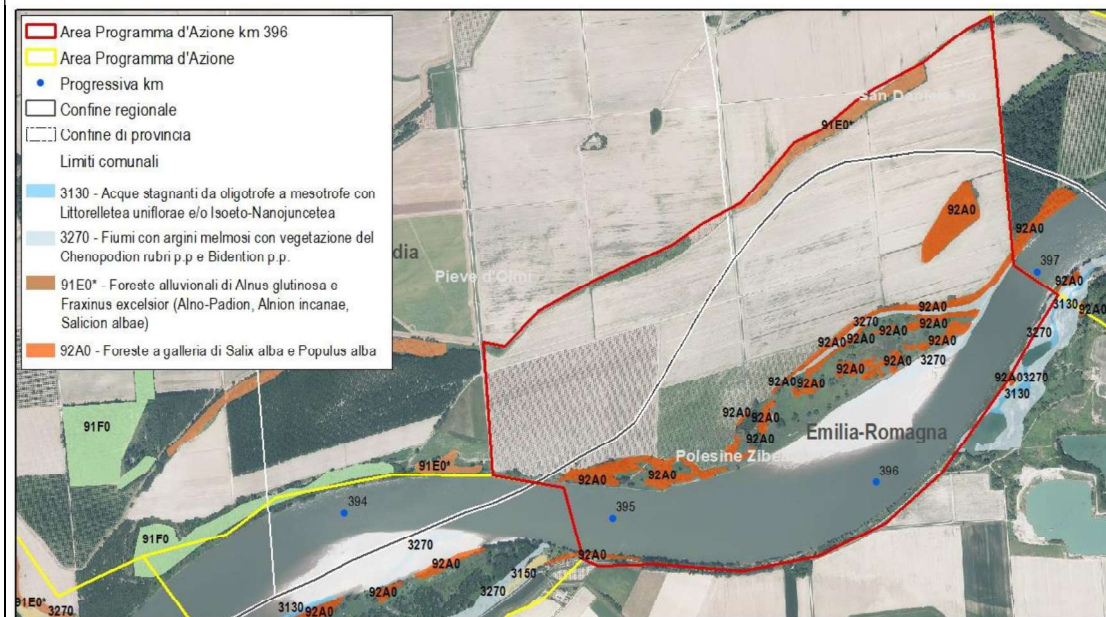 Area Programma d'Azione km 396
Area Programma d'Azione
Progressiva km
Confine regionale
Confine di provincia
Limiti comunali
3130 - Acque stagnanti da oligotrofe a mesotrofe con
Littorelletea uniflorae e/o Isoeto-Nanojuncetea
3270 - Fiumi con argini melmosi con vegetazione del
Chenopodion rubri p.p e Bidention p.p.
91E0* - Foreste alluvionali di Alnus glutinosa e
Fraxinus excelsior (Alno-Padion, Alnion incanae,
Salicion albae)
92A0 - Foreste a galleria di Salix alba e Populus alba
91E0*
92A0
92A0
dia
Pieve d'Olmi
397
92A0
3130
92A0
3270
92A0
3270
92A0
92A0
92A0
92A0
92A0
3270
92A0
92A0
92A0
92A0
3270
3130
92A0
92A0
92A0
91F0
Emilia-Romagna
Polesine
91E0*
92A0
92A0
396
394
395
91F0
3270
92A0
92A0
3150
3270
92A0
91E0*
3270
3130
92A0